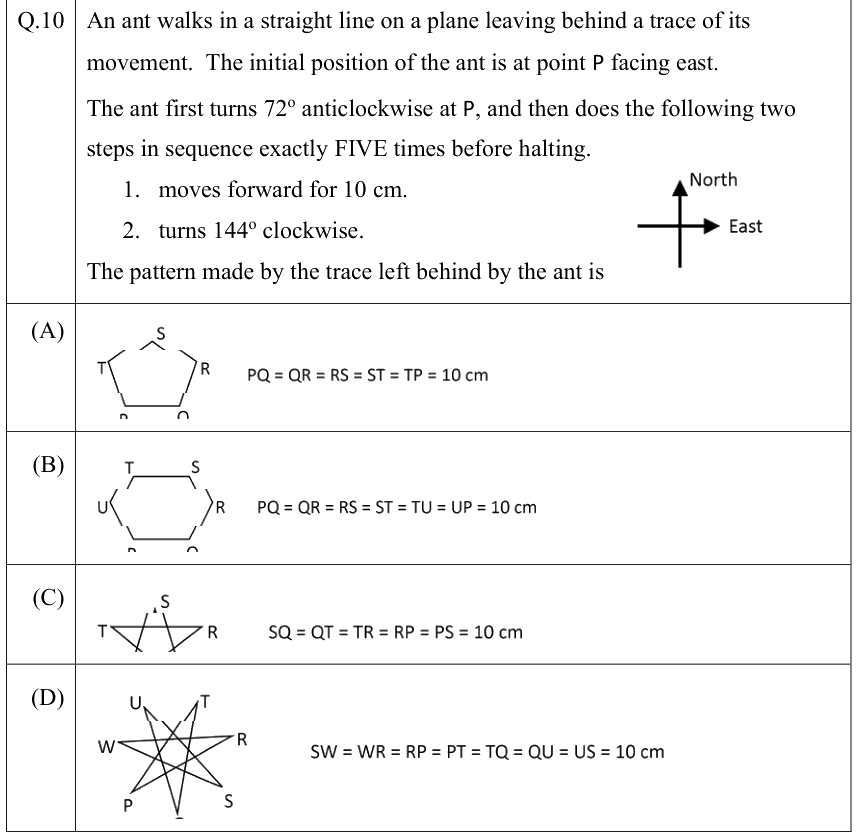 Q.10 An ant walks in a straight line on a plane leaving behind a trace of its
movement. The initial position of the ant is at point P facing east.
The ant first turns 72º anticlockwise at P, and then does the following two
steps in sequence exactly FIVE times before halting.
1. moves forward for 10 cm.
2. turns 144º clockwise.
North
East
The pattern made by the trace left behind by the ant is
(A)
S
T R
PQ = QR = RS = ST = TP = 10 cm
(B)
T S
U R
PQ = QR = RS = ST = TU = UP = 10 cm
(C)
S
T R
SQ = QT = TR = RP = PS = 10 cm
(D)
U T
W R
SW = WR = RP = PT = TQ = QU = US = 10 cm
P S